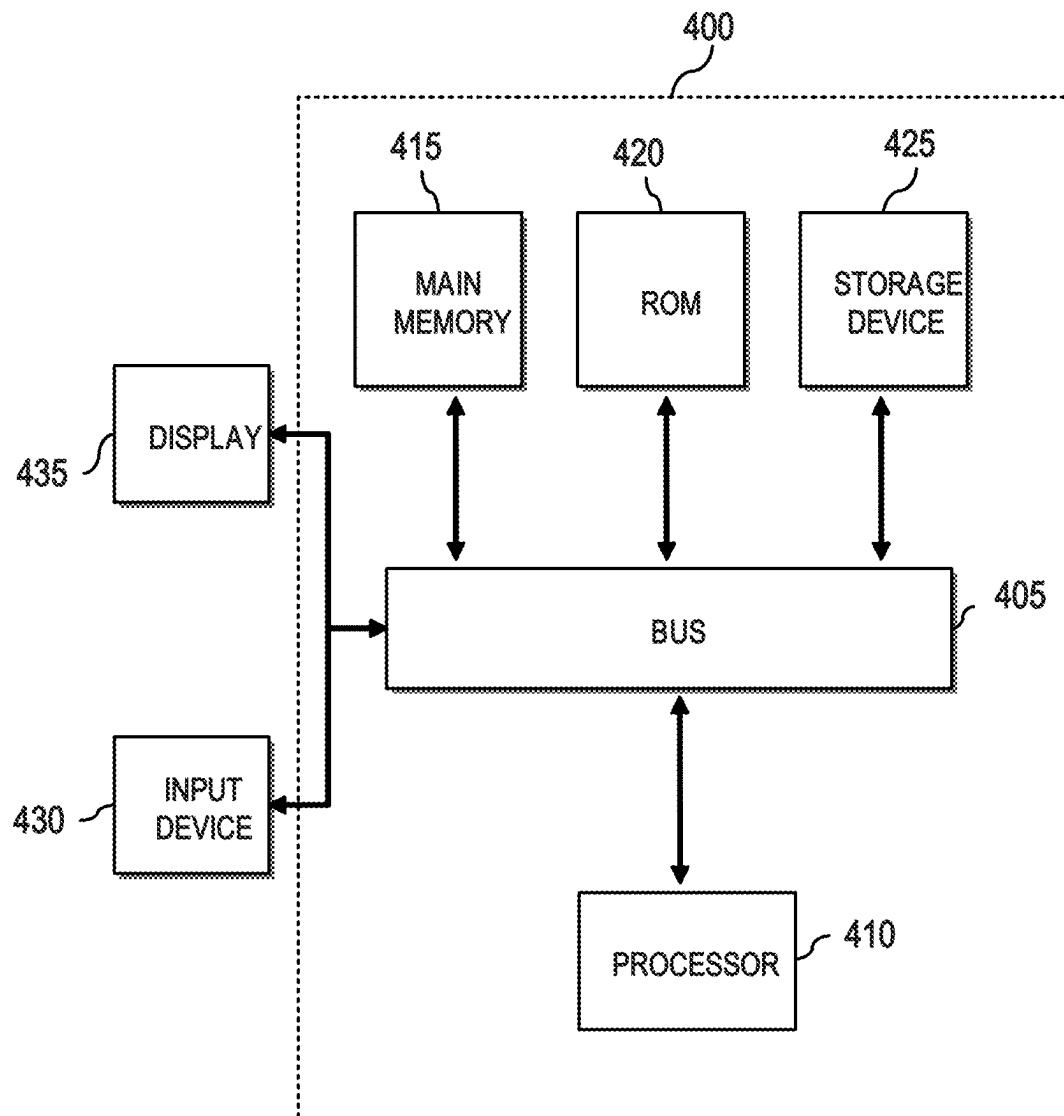 400
415
420
425
MAIN
MEMORY
ROM
STORAGE
DEVICE
DISPLAY
435
BUS
405
INPUT
DEVICE
430
PROCESSOR
410